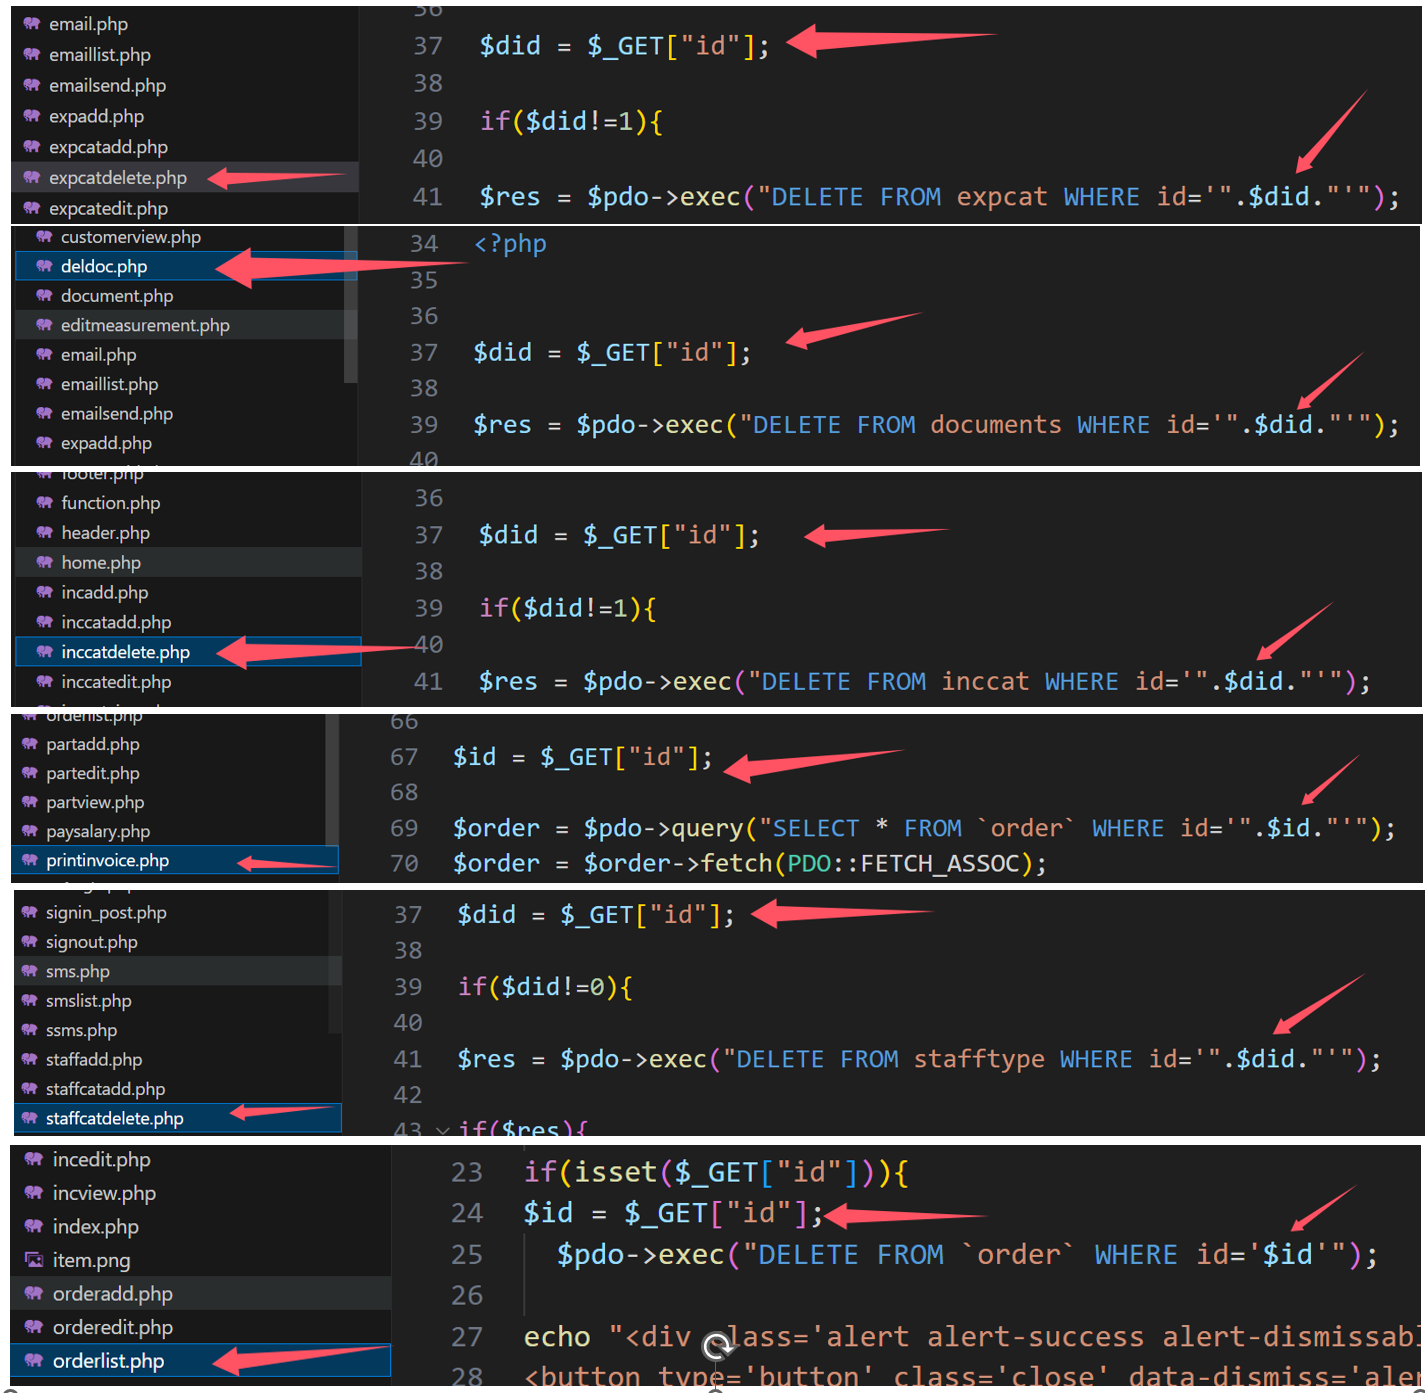 email.php
emaillist.php
emailsend.php
expadd.php
expcatadd.php
expcatdelete.php
expcatedit.php
36
37 $did = $_GET["id"];
38
39 if($did!=1){
40
41 $res = $pdo->exec("DELETE FROM expcat WHERE id='".$did."'");
customerview.php
deldoc.php
document.php
editmeasurement.php
email.php
emaillist.php
emailsend.php
expadd.php
34 <?php
35
36
37 $did = $_GET["id"];
38
39 $res = $pdo->exec("DELETE FROM documents WHERE id='".$did."'");
40
footer.php
function.php
header.php
home.php
incadd.php
inccatadd.php
inccatdelete.php
inccatedit.php
36
37 $did = $_GET["id"];
38
39 if($did!=1){
40
41 $res = $pdo->exec("DELETE FROM inccat WHERE id='".$did."'");
orderlist.php
partadd.php
partedit.php
partview.php
paysalary.php
printinvoice.php
66
67 $id = $_GET["id"];
68
69 $order = $pdo->query("SELECT * FROM `order` WHERE id='".$id."'");
70 $order = $order->fetch(PDO::FETCH_ASSOC);
signin_post.php
signout.php
sms.php
smslist.php
ssms.php
staffadd.php
staffcatadd.php
staffcatdelete.php
37 $did = $_GET["id"];
38
39 if($did!=0){
40
41 $res = $pdo->exec("DELETE FROM stafftype WHERE id='".$did."'");
42
43 if($res){
incedit.php
incview.php
index.php
item.png
orderadd.php
orderedit.php
orderlist.php
23 if(isset($_GET["id"])){
24 $id = $_GET["id"];
25 $pdo->exec("DELETE FROM `order` WHERE id='$id'");
26
27 echo "<div class='alert alert-success alert-dismissabl
28 <button type='button' class='close' data-dismiss='aler